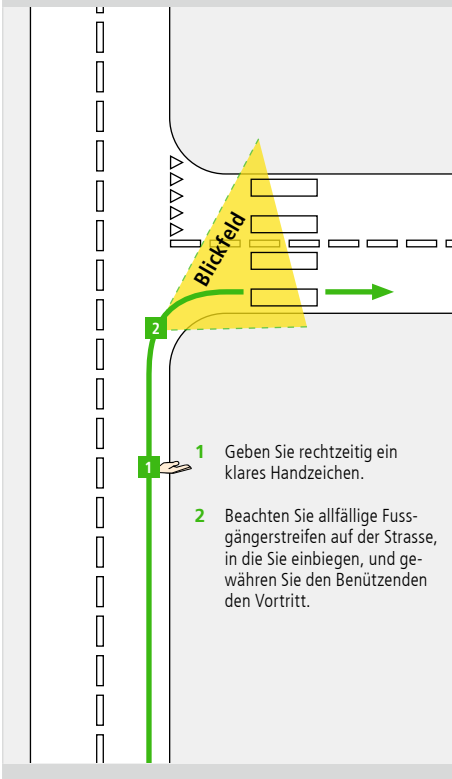 Blickfeld
2
1
1 Geben Sie rechtzeitig ein
klares Handzeichen.
2 Beachten Sie allfällige Fuss-
gängerstreifen auf der Strasse,
in die Sie einbiegen, und ge-
währen Sie den Benützenden
den Vortritt.